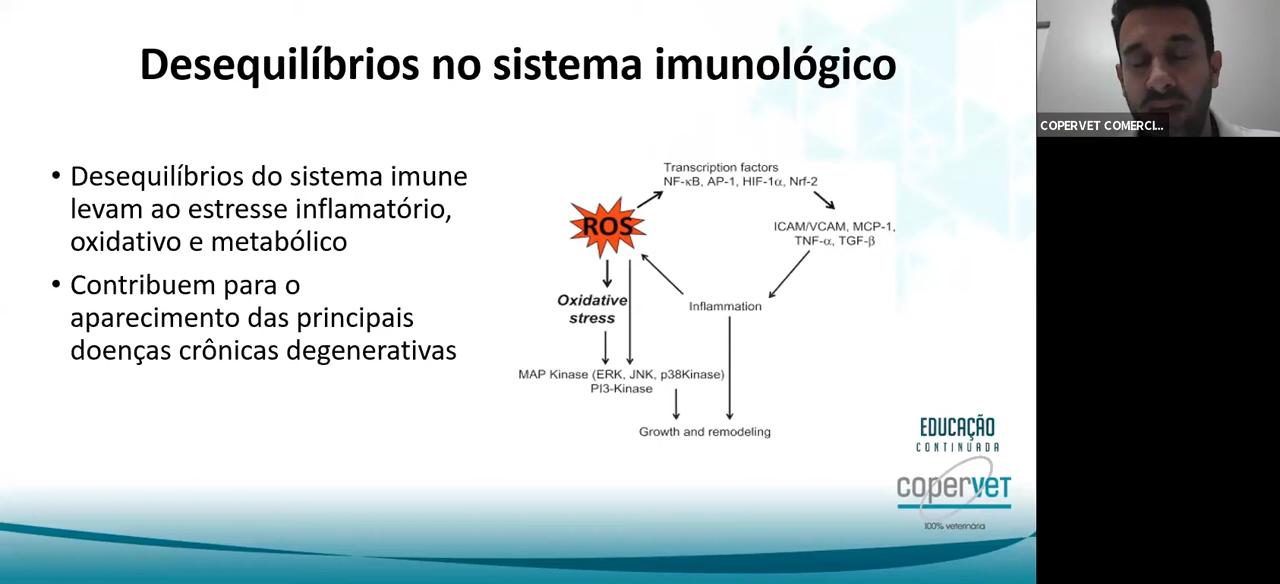 Desequilíbrios no sistema imunológico
• Desequilíbrios do sistema imune
levam ao estresse inflamatório,
oxidativo e metabólico
• Contribuem para o
aparecimento das principais
doenças crônicas degenerativas
Transcription factors
NF-κB, AP-1, HIF-1α, Nrf-2
ROS
ICAM/VCAM, MCP-1,
TNF-α, TGF-β
Oxidative
stress
Inflammation
MAP Kinase (ERK, JNK, p38Kinase)
PI3-Kinase
Growth and remodeling
EDUCAÇÃO
CONTINUADA
copervet
100% veterinária
COPERVET COMERCI...